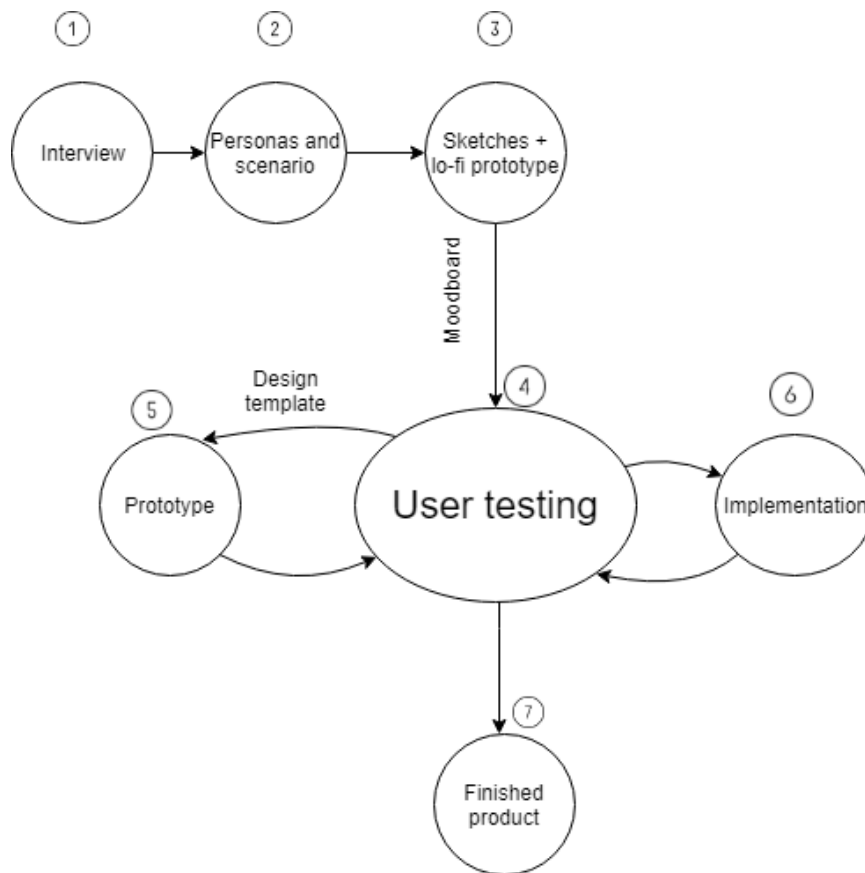 1
2
3
Interview
Personas and
scenario
Sketches +
lo-fi prototype
Moodboard
4
Design
template
5
6
Prototype
User testing
Implementation
7
Finished
product